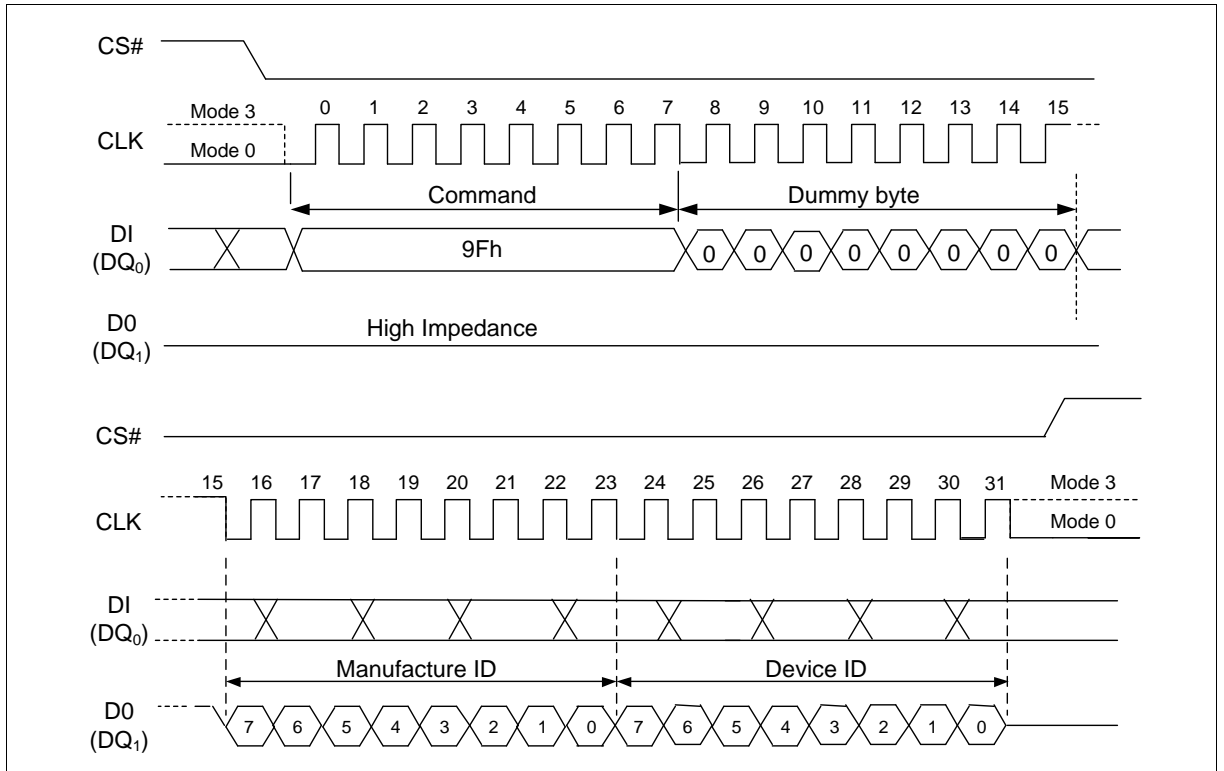 CS#
0 1 2 3 4 5 6 7 8 9 10 11 12 13 14 15
Mode 3
CLK
Mode 0
Command Dummy byte
DI
(DQ0)
9Fh 0 0 0 0 0 0 0 0
D0
(DQ1)
High Impedance
CS#
15 16 17 18 19 20 21 22 23 24 25 26 27 28 29 30 31 Mode 3
CLK
Mode 0
DI
(DQ0)
Manufacture ID Device ID
D0
(DQ1)
7 6 5 4 3 2 1 0 7 6 5 4 3 2 1 0